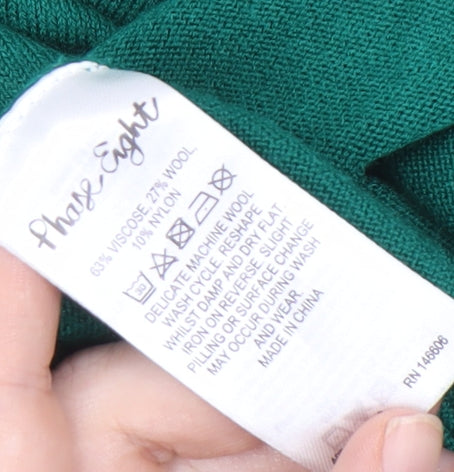 Phase Eight
63% VISCOSE, 27% WOOL,
10% NYLON
30
DELICATE MACHINE WOOL
WASH CYCLE, RESHAPE
WHILST DAMP AND DRY FLAT
IRON ON REVERSE. SLIGHT
PILLING OR SURFACE CHANGE
MAY OCCUR DURING WASH
AND WEAR
MADE IN CHINA
RN 146606